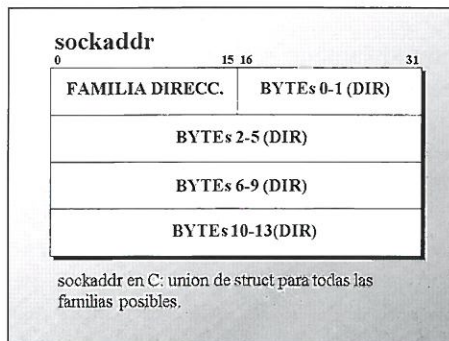 sockaddr
0 15 16 31
FAMILIA DIRECC. BYTEs 0-1 (DIR)
BYTEs 2-5 (DIR)
BYTEs 6-9 (DIR)
BYTEs 10-13(DIR)
sockaddr en C: union de struct para todas las
familias posibles.